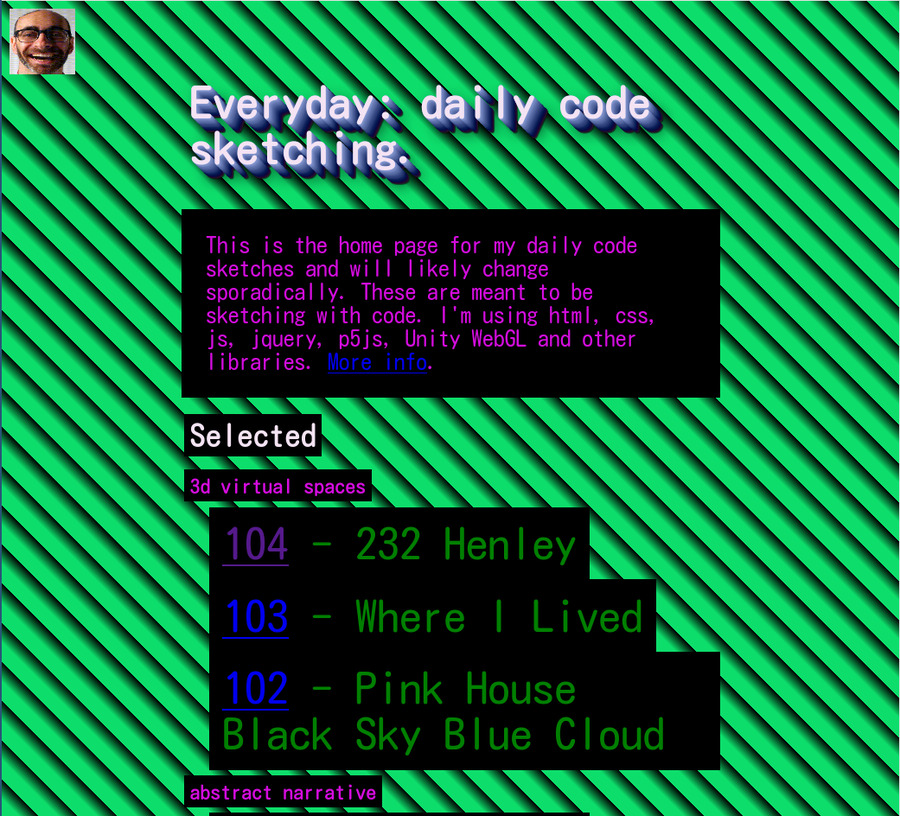 Everyday: daily code
sketching.
This is the home page for my daily code
sketches and will likely change
sporadically. These are meant to be
sketching with code. I'm using html, css,
js, jquery, p5js, Unity WebGL and other
libraries. More info.
Selected
3d virtual spaces
104 – 232 Henley
103 – Where I Lived
102 – Pink House
Black Sky Blue Cloud
abstract narrative